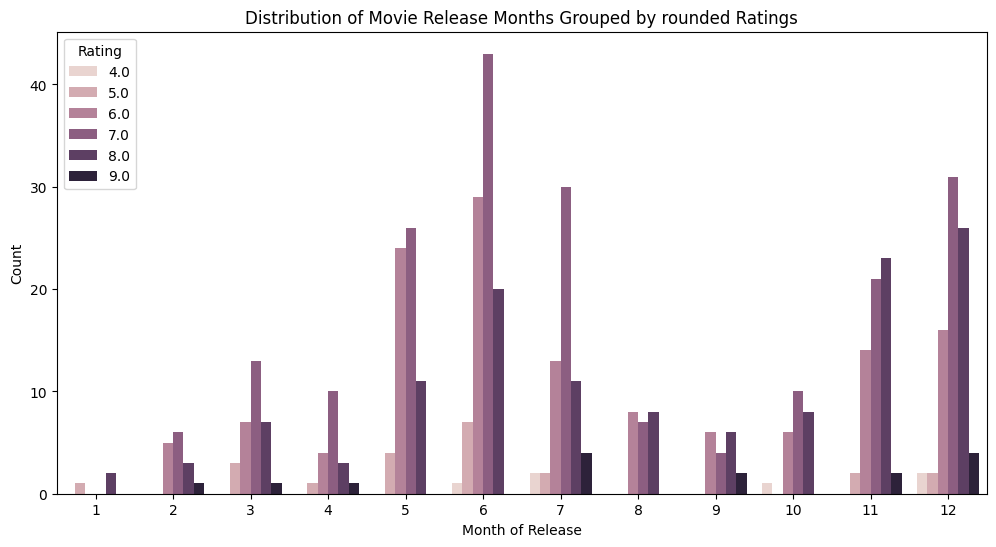 Distribution of Movie Release Months Grouped by rounded Ratings
Rating
4.0
5.0
6.0
7.0
8.0
9.0
Count
40
30
20
10
0
1 2 3 4 5 6 7 8 9 10 11 12
Month of Release